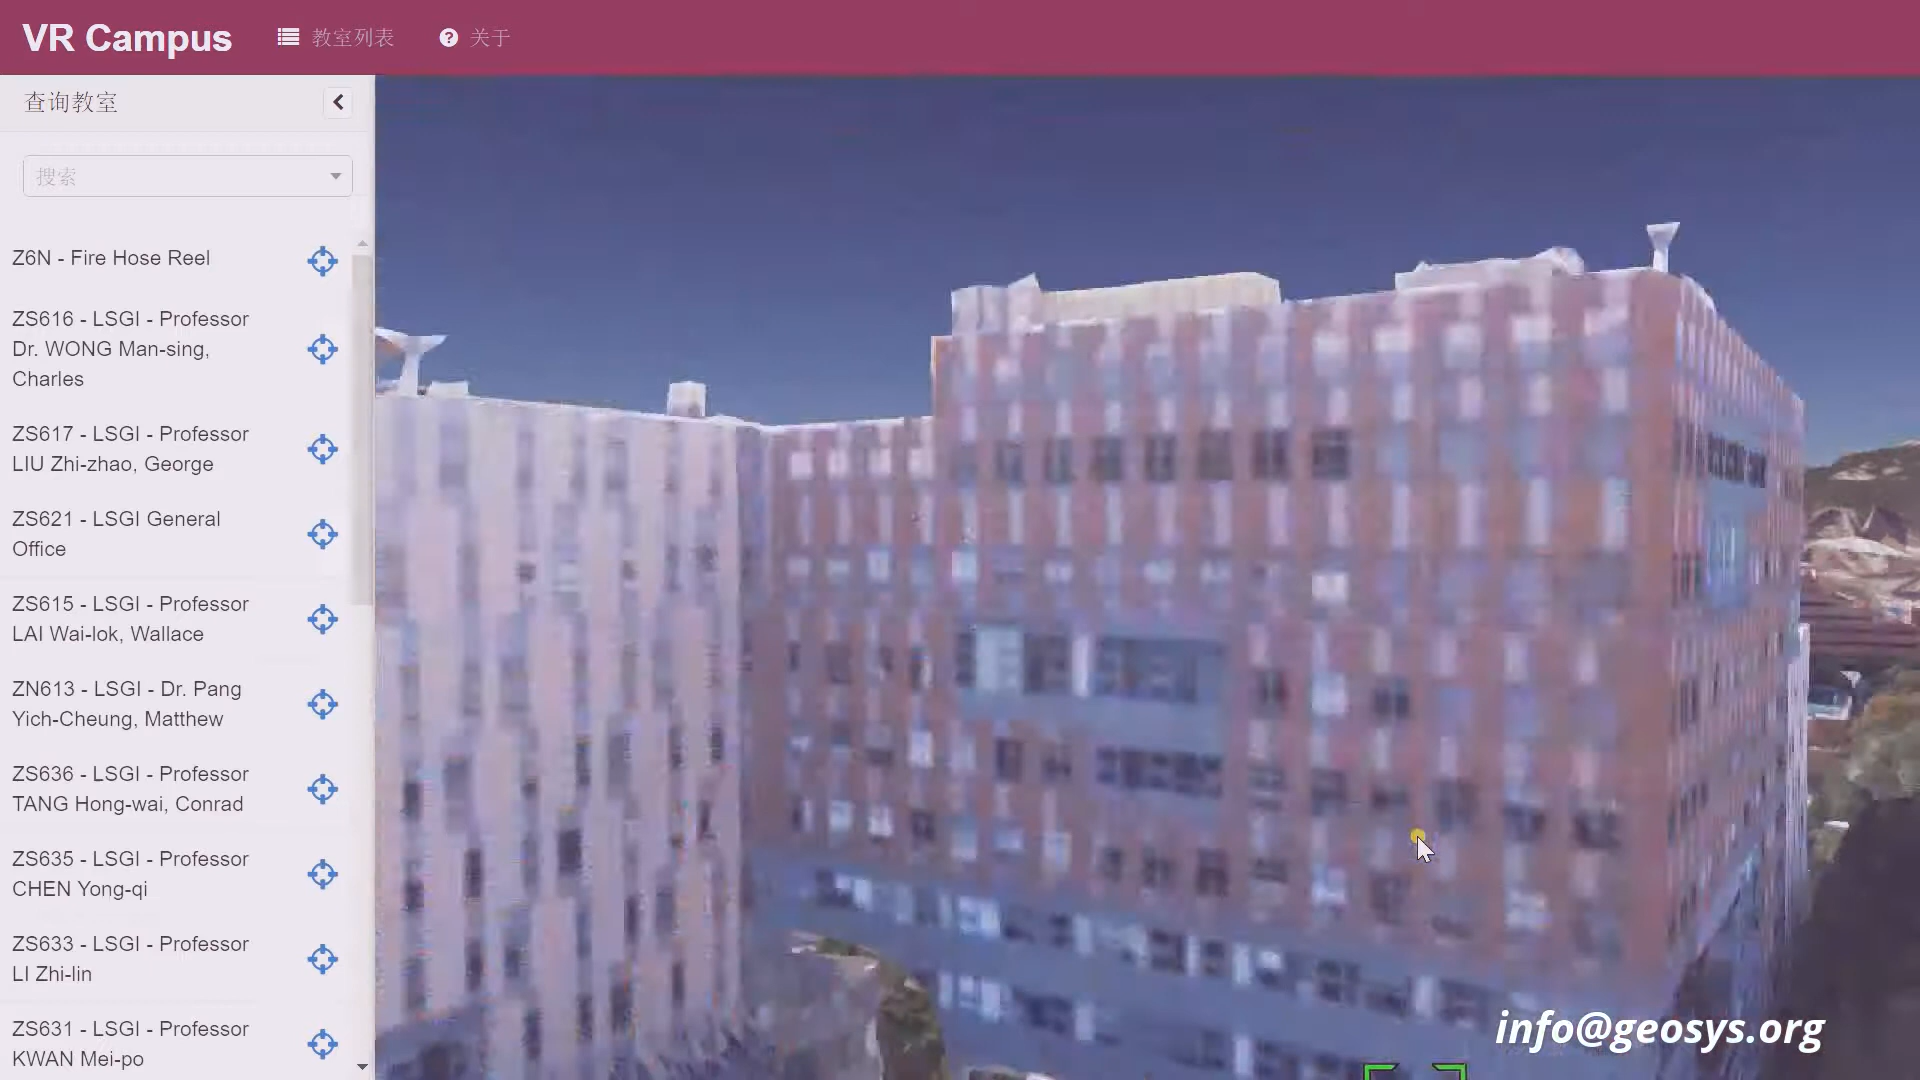 VR Campus
教室列表
关于
查询教室
搜索
Z6N - Fire Hose Reel
ZS616 - LSGI - Professor
Dr. WONG Man-sing,
Charles
ZS617 - LSGI - Professor
LIU Zhi-zhao, George
ZS621 - LSGI General
Office
ZS615 - LSGI - Professor
LAI Wai-lok, Wallace
ZN613 - LSGI - Dr. Pang
Yich-Cheung, Matthew
ZS636 - LSGI - Professor
TANG Hong-wai, Conrad
ZS635 - LSGI - Professor
CHEN Yong-qi
ZS633 - LSGI - Professor
LI Zhi-lin
ZS631 - LSGI - Professor
KWAN Mei-po
info@geosys.org